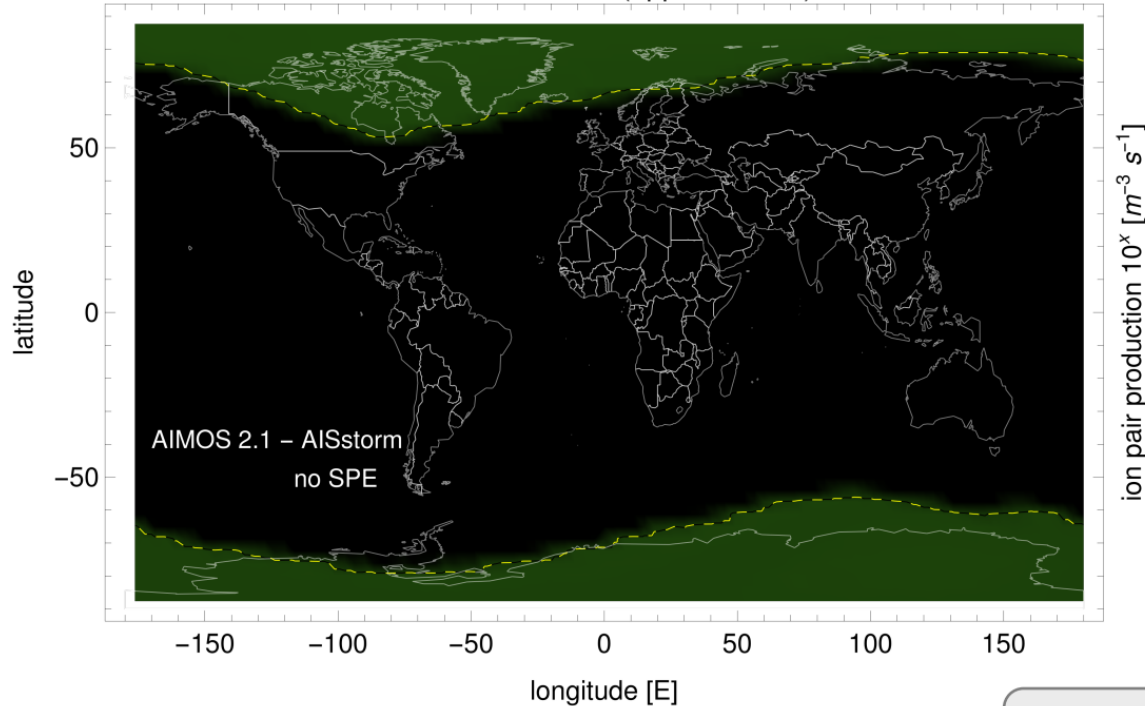 50
0
−50
latitude
AIMOS 2.1 − AISstorm
no SPE
−150 −100 −50 0 50 100 150
longitude [E]
ion pair production 10^x [m^−3 s^−1]